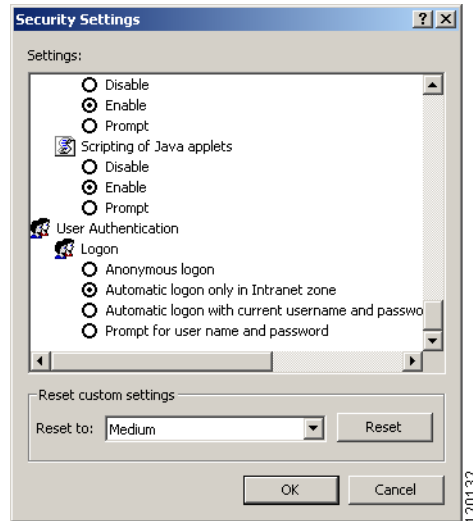 Security Settings
Settings:
Disable
Enable
Prompt
Scripting of Java applets
Disable
Enable
Prompt
User Authentication
Logon
Anonymous logon
Automatic logon only in Intranet zone
Automatic logon with current username and passwo
Prompt for user name and password
Reset custom settings
Reset to:
Medium
Reset
OK
Cancel